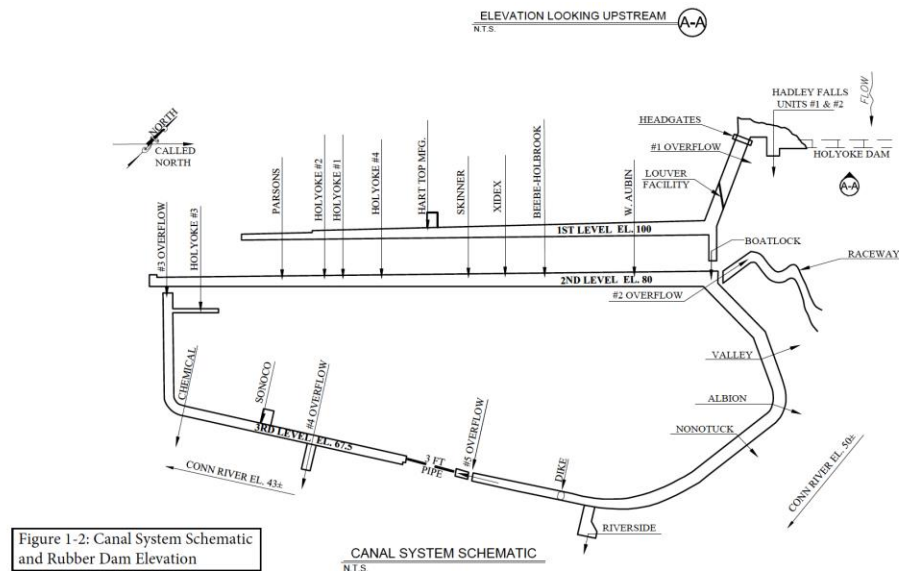 ELEVATION LOOKING UPSTREAM
N.T.S.
A-A
FLOW
HADLEY FALLS
UNITS #1 & #2
HEADGATES
#1 OVERFLOW
HOLYOKE DAM
NORTH
CALLED
NORTH
LOUVER
FACILITY
A-A
#3 OVERFLOW
HOLYOKE #3
PARSONS
HOLYOKE #2
HOLYOKE #1
HOLYOKE #4
HART TOP MFG.
SKINNER
XIDEX
BEEBE-HOLBROOK
W. AUBIN
1ST LEVEL EL. 100
BOATLOCK
RACEWAY
2ND LEVEL EL. 80
#2 OVERFLOW
VALLEY
CHEMICAL
SONOCO
#4 OVERFLOW
ALBION
3RD LEVEL EL. 67.5
NONOTUCK
3 FT
PIPE
#5 OVERFLOW
DIKE
CONN RIVER EL. 43±
CONN RIVER EL. 50±
RIVERSIDE
Figure 1-2: Canal System Schematic
and Rubber Dam Elevation
CANAL SYSTEM SCHEMATIC
N.T.S.